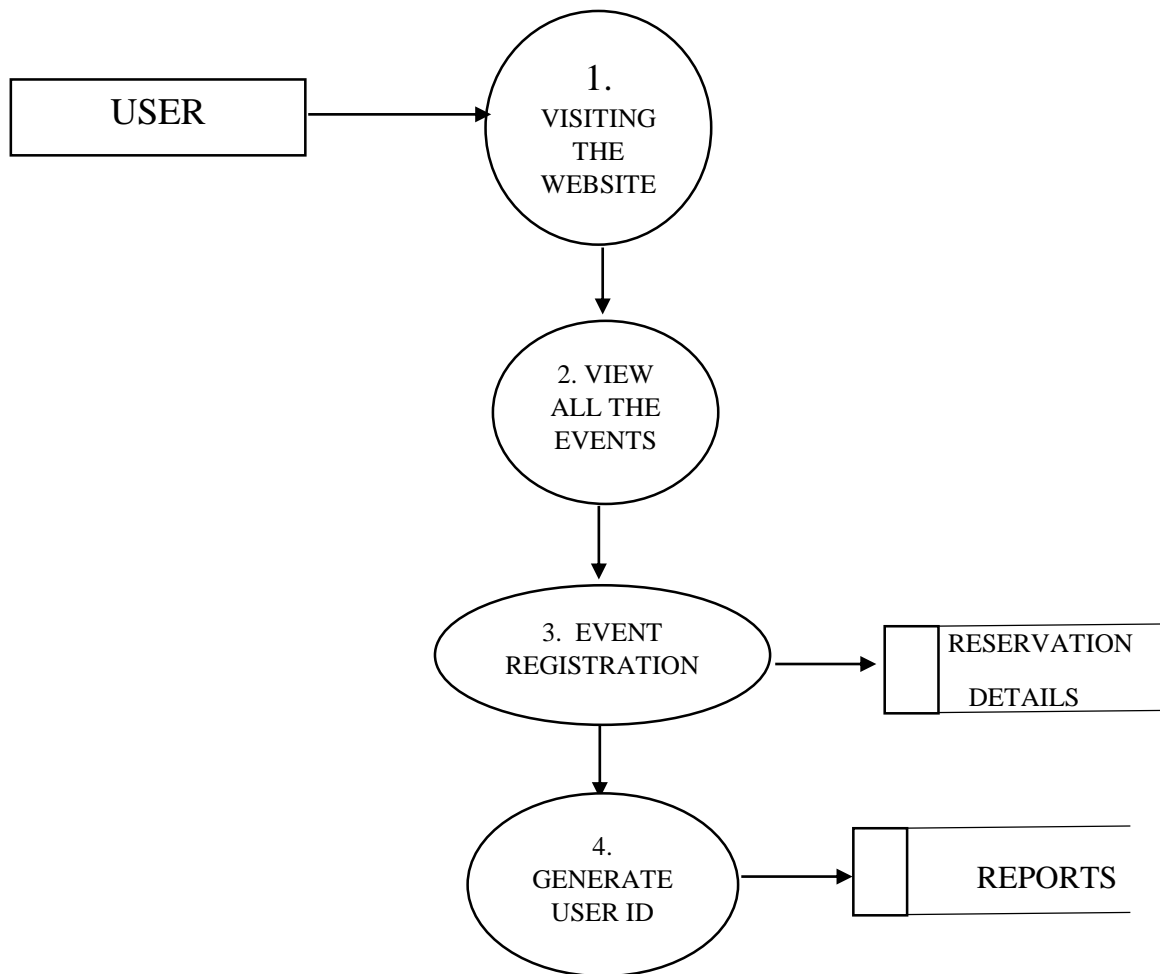 USER
1.
VISITING
THE
WEBSITE
2. VIEW
ALL THE
EVENTS
3. EVENT
REGISTRATION
RESERVATION
DETAILS
4.
GENERATE
USER ID
REPORTS